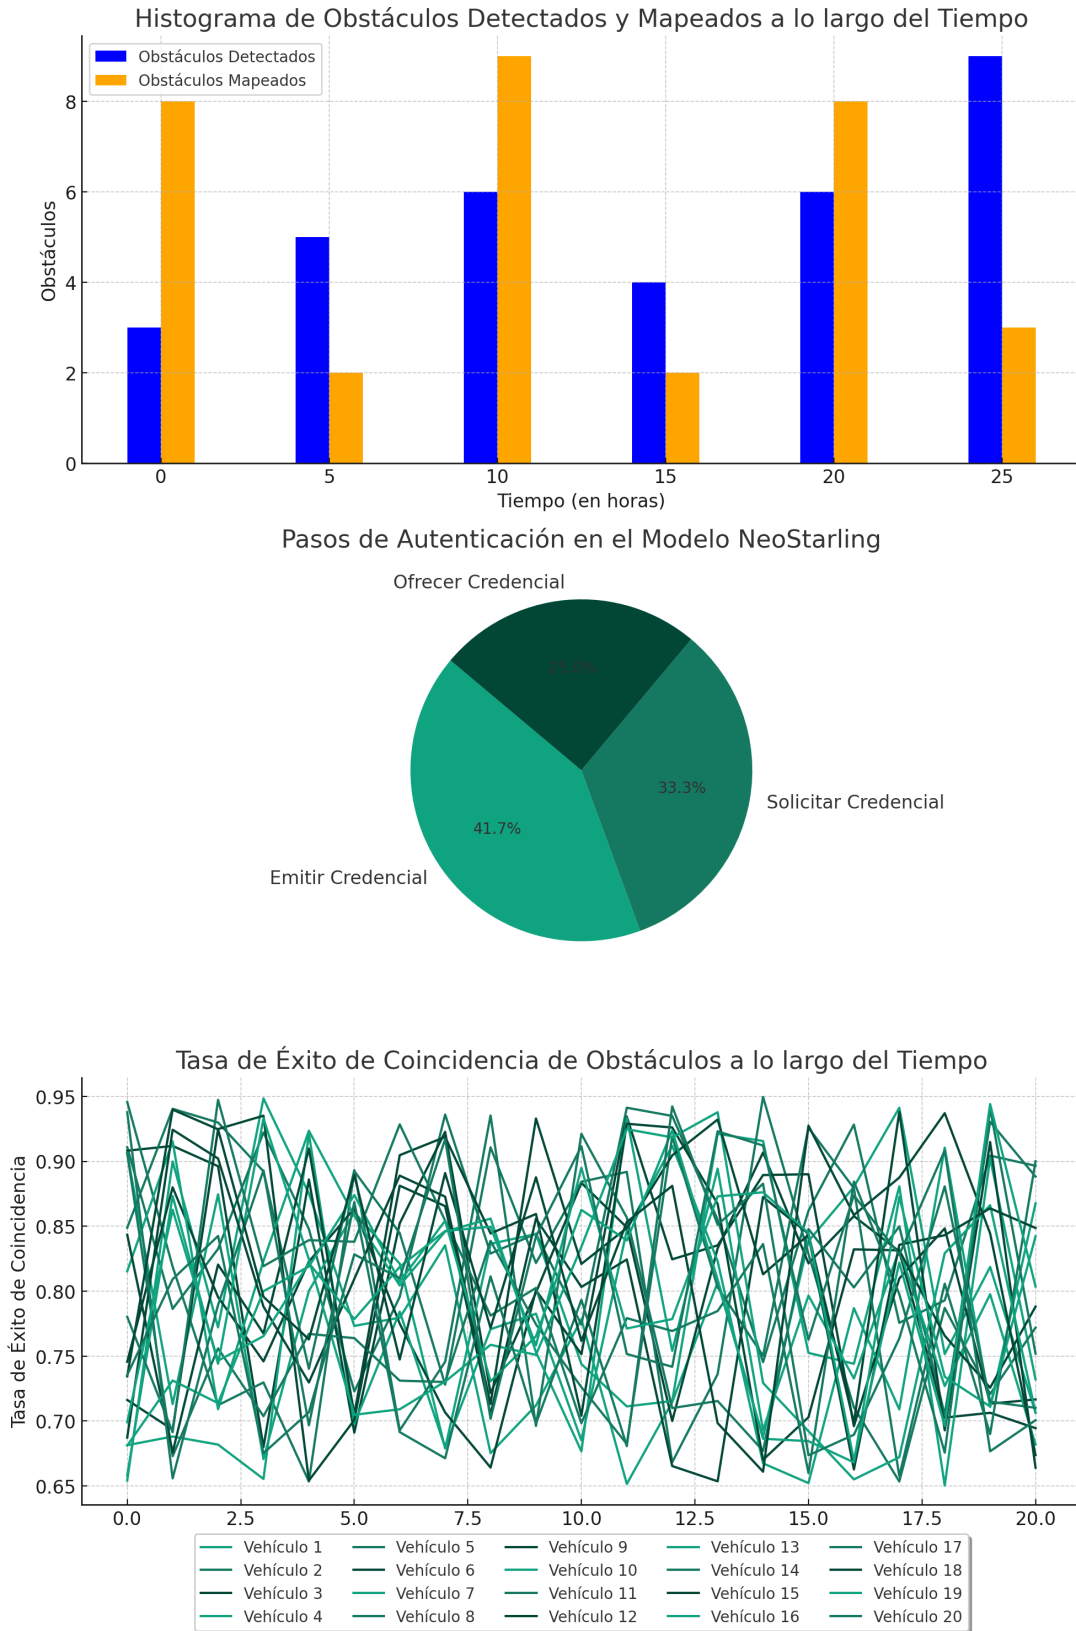 Histograma de Obstáculos Detectados y Mapeados a lo largo del Tiempo
Obstáculos Detectados
Obstáculos Mapeados
Obstáculos
8
6
4
2
0
0 5 10 15 20 25
Tiempo (en horas)
Pasos de Autenticación en el Modelo NeoStarling
Ofrecer Credencial
25.0%
33.3%
Solicitar Credencial
41.7%
Emitir Credencial
Tasa de Éxito de Coincidencia de Obstáculos a lo largo del Tiempo
Tasa de Éxito de Coincidencia
0.95
0.90
0.85
0.80
0.75
0.70
0.65
0.0 2.5 5.0 7.5 10.0 12.5 15.0 17.5 20.0
Vehículo 1 Vehículo 5 Vehículo 9 Vehículo 13 Vehículo 17
Vehículo 2 Vehículo 6 Vehículo 10 Vehículo 14 Vehículo 18
Vehículo 3 Vehículo 7 Vehículo 11 Vehículo 15 Vehículo 19
Vehículo 4 Vehículo 8 Vehículo 12 Vehículo 16 Vehículo 20